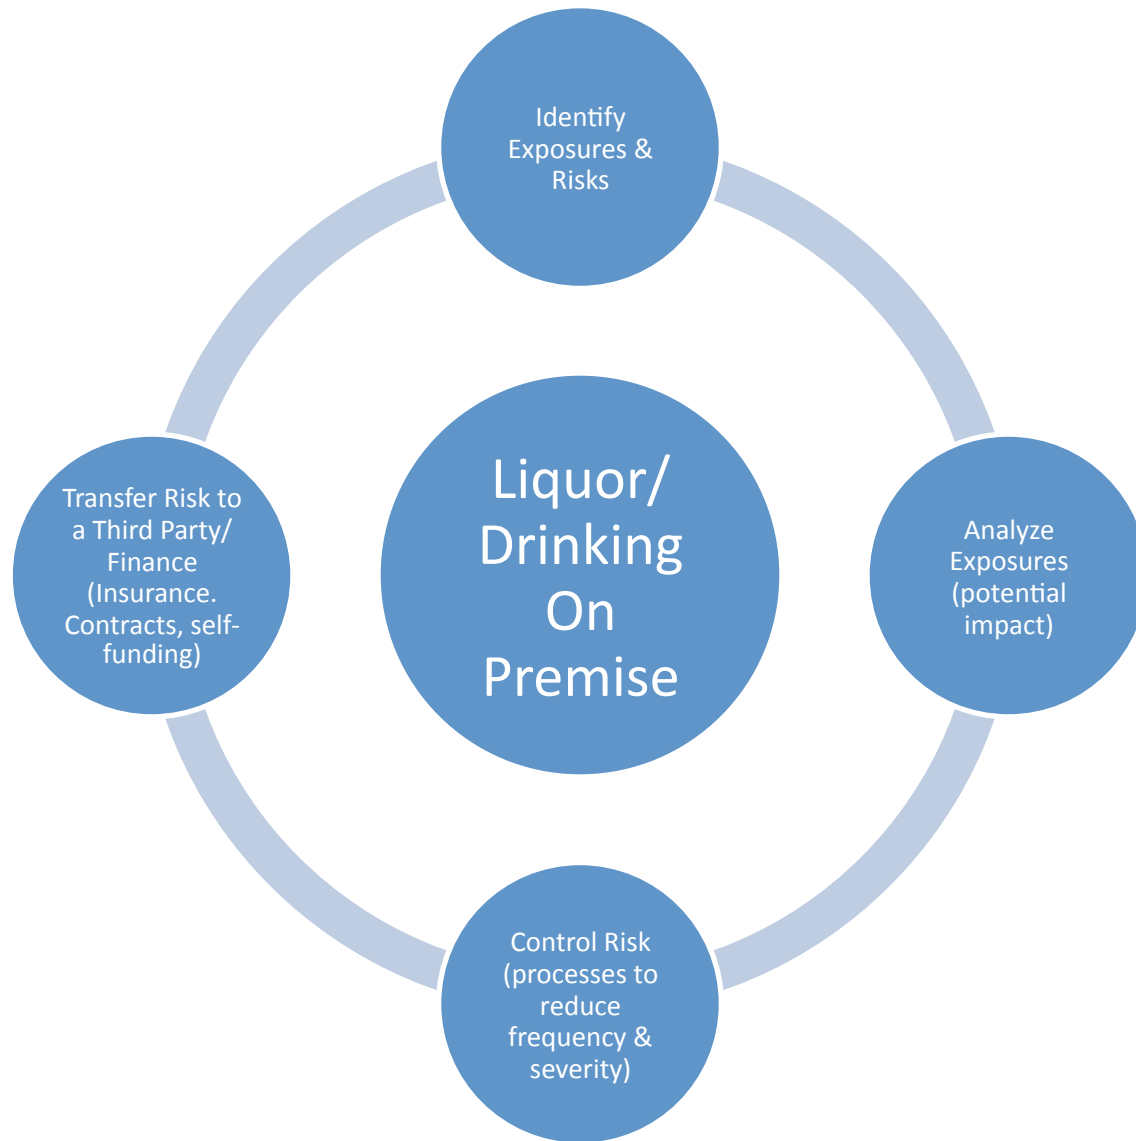 Identify
Exposures &
Risks
Liquor/
Drinking
On
Premise
Transfer Risk to
a Third Party/
Finance
(Insurance.
Contracts, self-
funding)
Analyze
Exposures
(potential
impact)
Control Risk
(processes to
reduce
frequency &
severity)